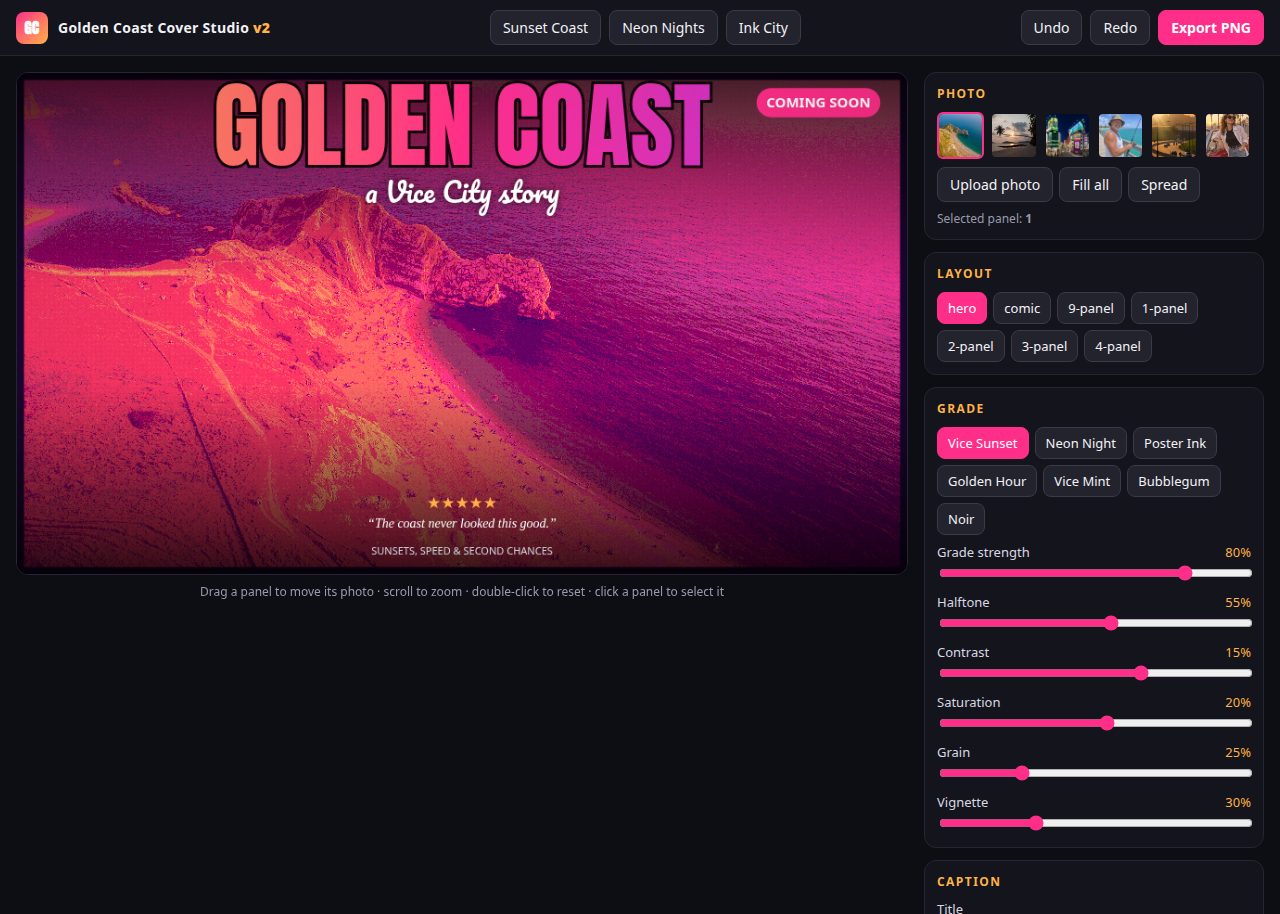 GC Golden Coast Cover Studio v2
Sunset Coast
Neon Nights
Ink City
Undo
Redo
Export PNG
GOLDEN COAST
COMING SOON
a Vice City story
★★★★★
“The coast never looked this good.”
SUNSETS, SPEED & SECOND CHANCES
Drag a panel to move its photo · scroll to zoom · double-click to reset · click a panel to select it
PHOTO
Upload photo
Fill all
Spread
Selected panel: 1
LAYOUT
hero
comic
9-panel
1-panel
2-panel
3-panel
4-panel
GRADE
Vice Sunset
Neon Night
Poster Ink
Golden Hour
Vice Mint
Bubblegum
Noir
Grade strength 80%
Halftone 55%
Contrast 15%
Saturation 20%
Grain 25%
Vignette 30%
CAPTION
Title